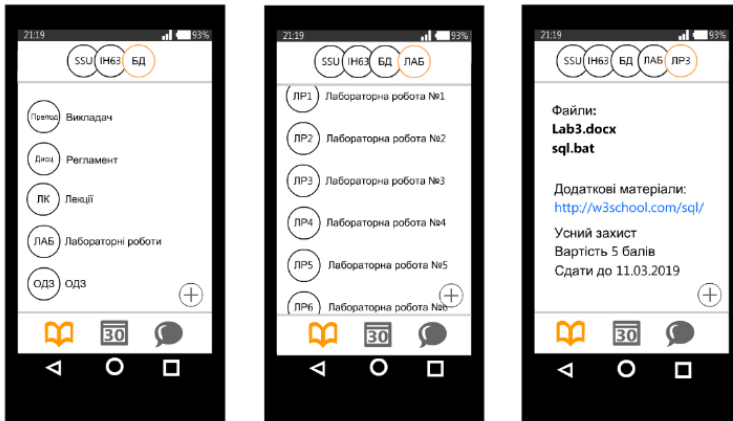 21:19 93%
SSU ІН63 БД
Препод Викладач
Дисц Регламент
ЛК Лекції
ЛАБ Лабораторні роботи
ОДЗ ОДЗ
30
21:19 93%
SSU ІН63 БД ЛАБ
ЛР1 Лабораторна робота №1
ЛР2 Лабораторна робота №2
ЛР3 Лабораторна робота №3
ЛР4 Лабораторна робота №4
ЛР5 Лабораторна робота №5
ЛР6 Лабораторна робота №6
30
21:19 93%
SSU ІН63 БД ЛАБ ЛР3
Файли:
Lab3.docx
sql.bat
Додаткові матеріали:
http://w3school.com/sql/
Усний захист
Вартість 5 балів
Сдати до 11.03.2019
30